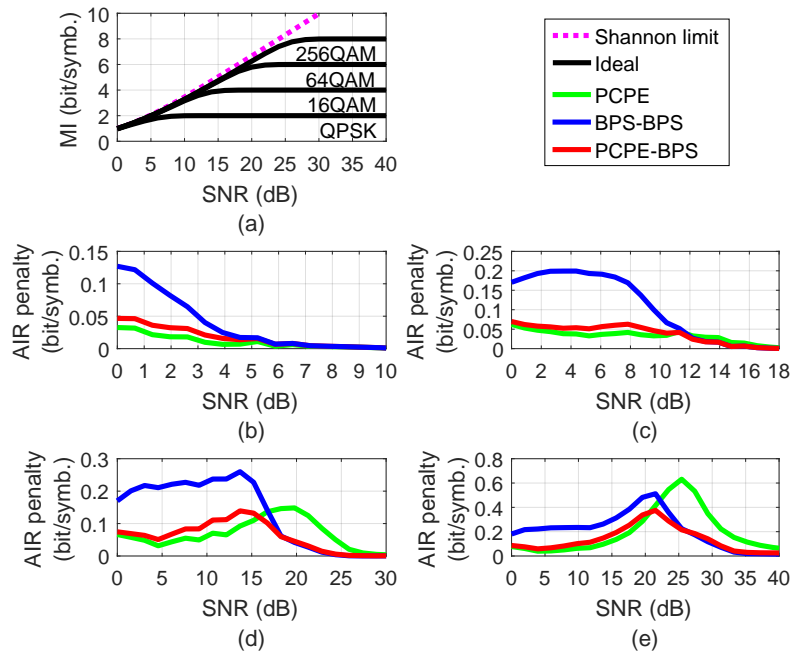 10
8
6
4
2
0
MI (bit/symb.)
256QAM
64QAM
16QAM
QPSK
0 5 10 15 20 25 30 35 40
SNR (dB)
(a)
Shannon limit
Ideal
PCPE
BPS-BPS
PCPE-BPS
0.15
0.1
0.05
0
AIR penalty
(bit/symb.)
0 1 2 3 4 5 6 7 8 9 10
SNR (dB)
(b)
0.25
0.2
0.15
0.1
0.05
0
AIR penalty
(bit/symb.)
0 2 4 6 8 10 12 14 16 18
SNR (dB)
(c)
0.3
0.2
0.1
0
AIR penalty
(bit/symb.)
0 10 20 30
SNR (dB)
(d)
0.8
0.6
0.4
0.2
0
AIR penalty
(bit/symb.)
0 5 10 15 20 25 30 35 40
SNR (dB)
(e)